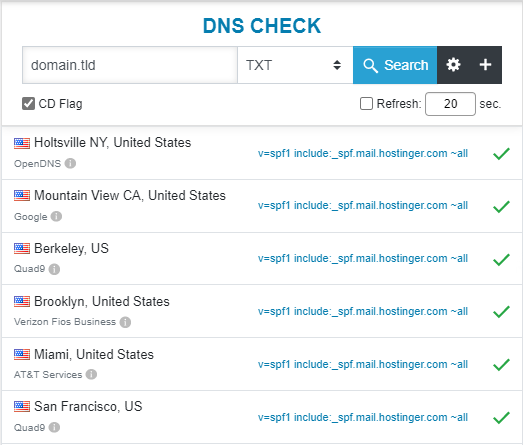 DNS CHECK
domain.tld TXT Search
CD Flag Refresh: 20 sec.
Holtsville NY, United States
OpenDNS
v=spf1 include:_spf.mail.hostinger.com ~all
Mountain View CA, United States
Google
v=spf1 include:_spf.mail.hostinger.com ~all
Berkeley, US
Quad9
v=spf1 include:_spf.mail.hostinger.com ~all
Brooklyn, United States
Verizon Fios Business
v=spf1 include:_spf.mail.hostinger.com ~all
Miami, United States
AT&T Services
v=spf1 include:_spf.mail.hostinger.com ~all
San Francisco, US
Quad9
v=spf1 include:_spf.mail.hostinger.com ~all